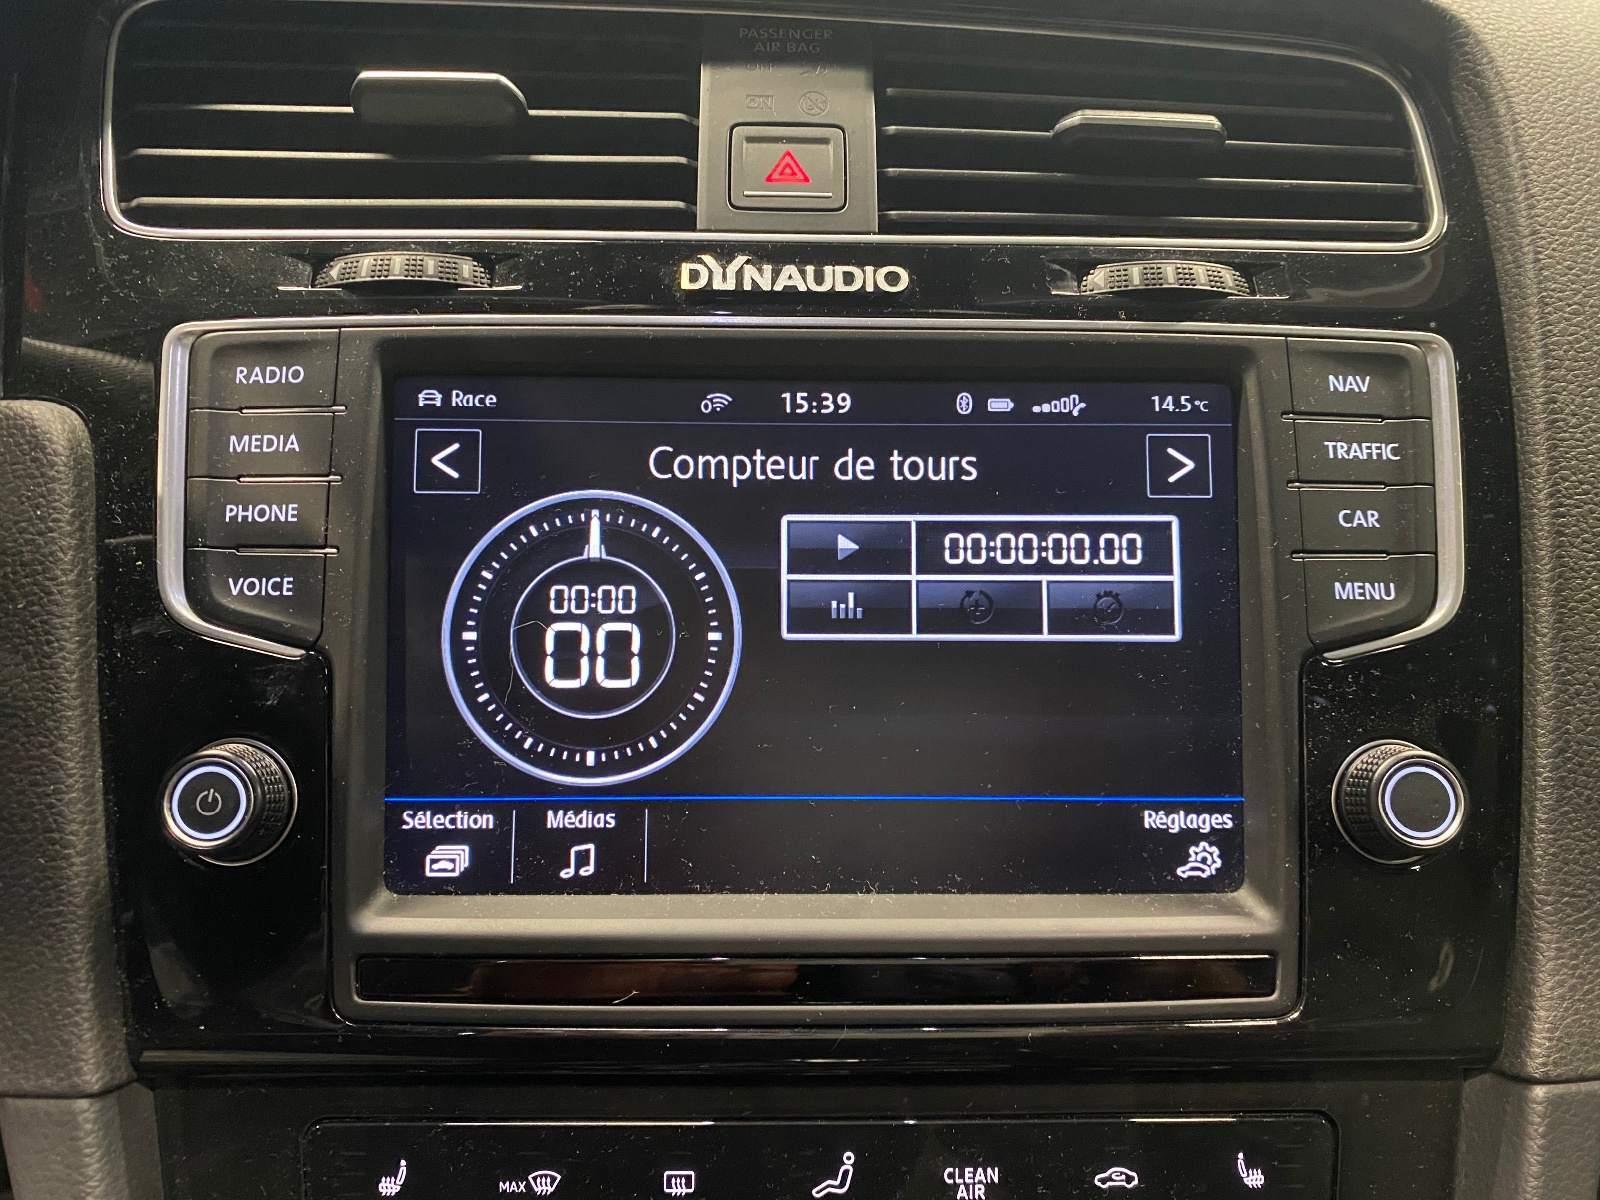 PASSENGER
AIR BAG
OFF
ON
DYNAUDIO
RADIO
MEDIA
PHONE
VOICE
NAV
TRAFFIC
CAR
MENU
Race
15:39
14.5°C
<
Compteur de tours
>
00:00
00
00:00:00.00
Sélection
Médias
Réglages
MAX
CLEAN
AIR